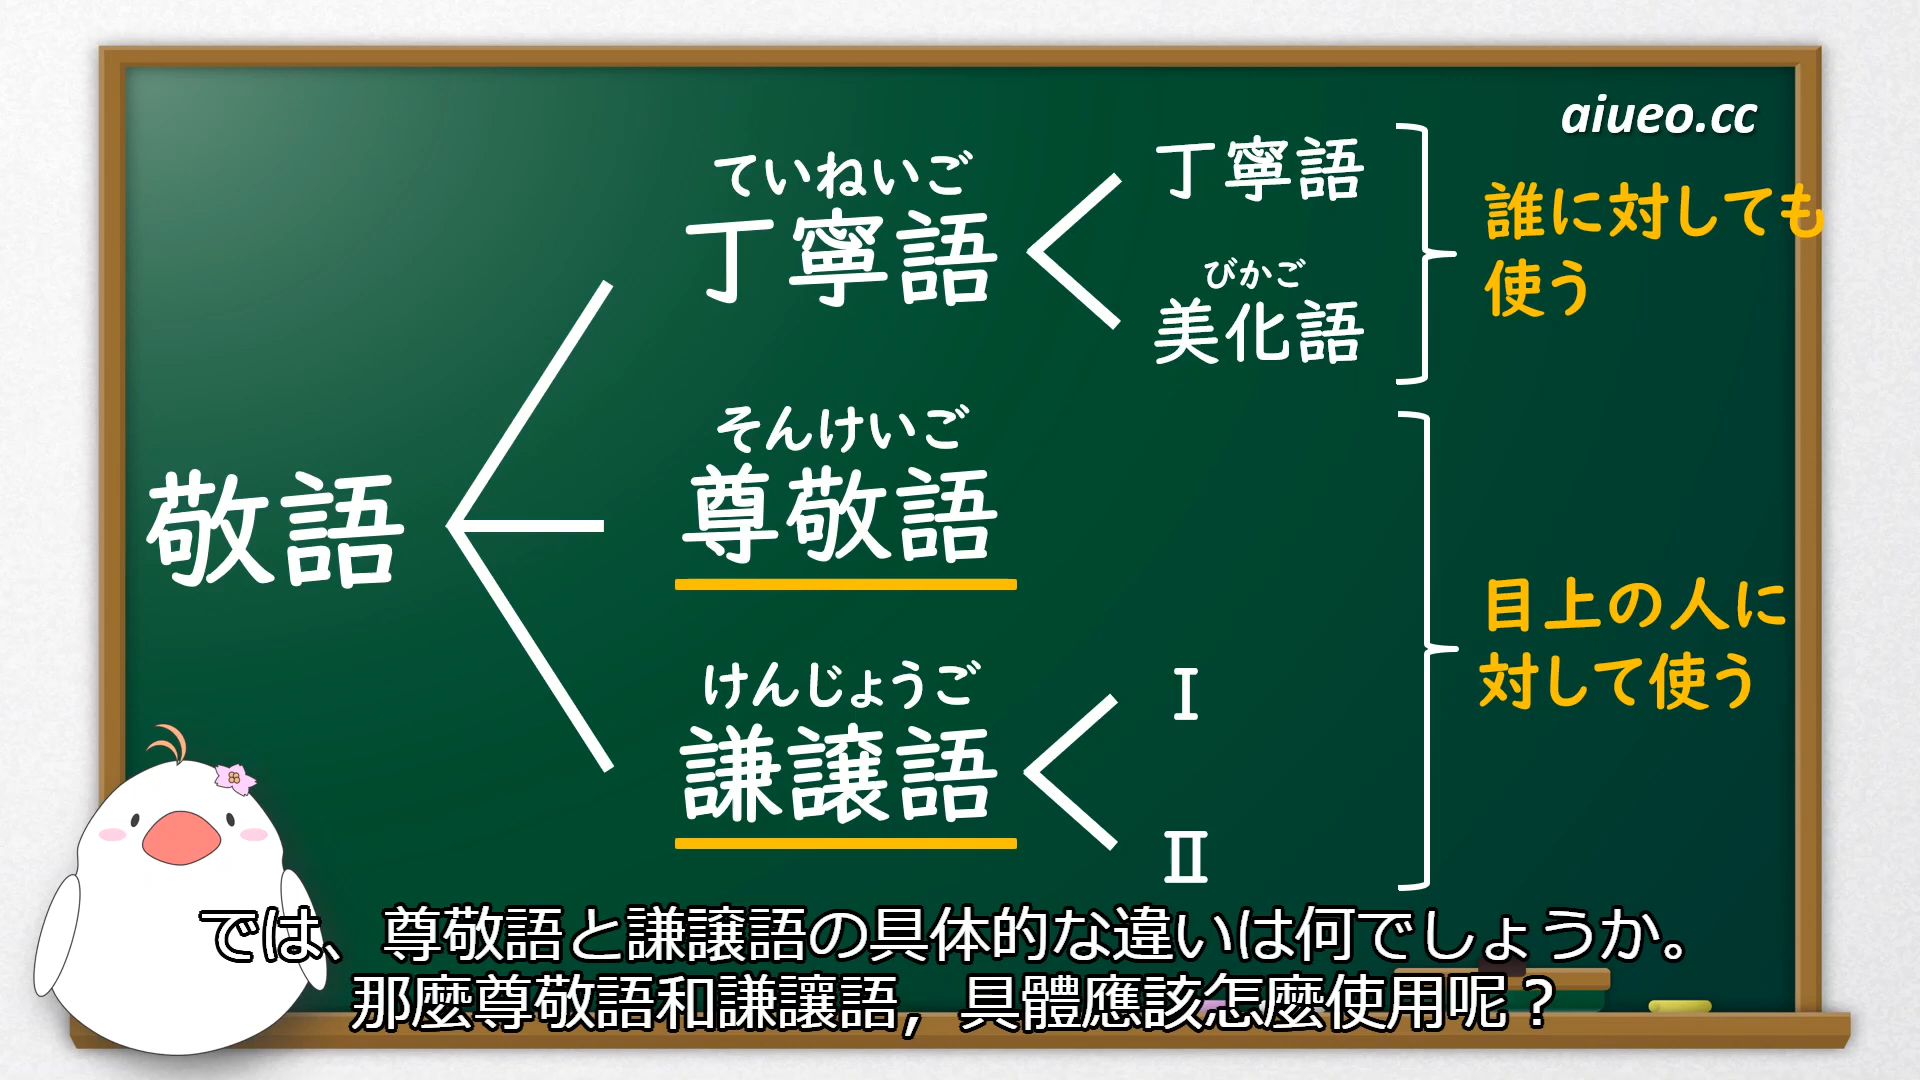 aiueo.cc
敬語
ていねいご
丁寧語
丁寧語
びかご
美化語
誰に対しても
使う
そんけいご
尊敬語
けんじょうご
謙譲語
I
II
目上の人に
対して使う
では、尊敬語と謙譲語の具体的な違いは何でしょうか。
那麼尊敬語和謙讓語，具體應該怎麼使用呢？